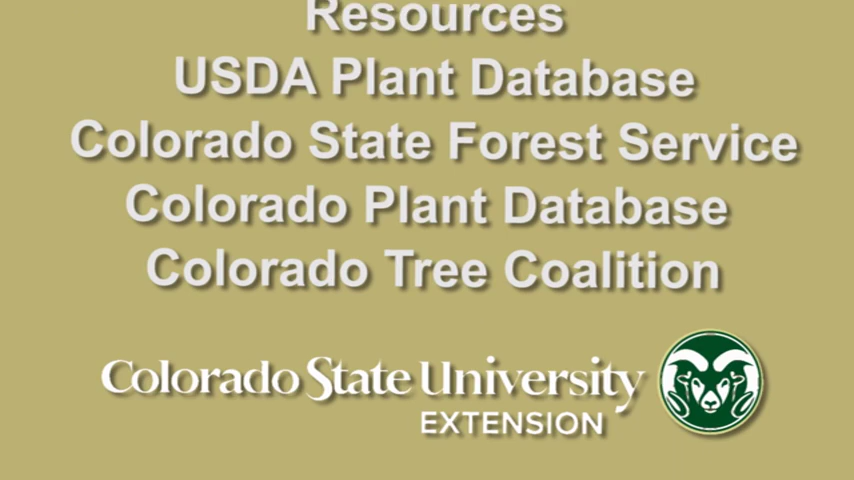 Resources
USDA Plant Database
Colorado State Forest Service
Colorado Plant Database
Colorado Tree Coalition
Colorado State University
EXTENSION